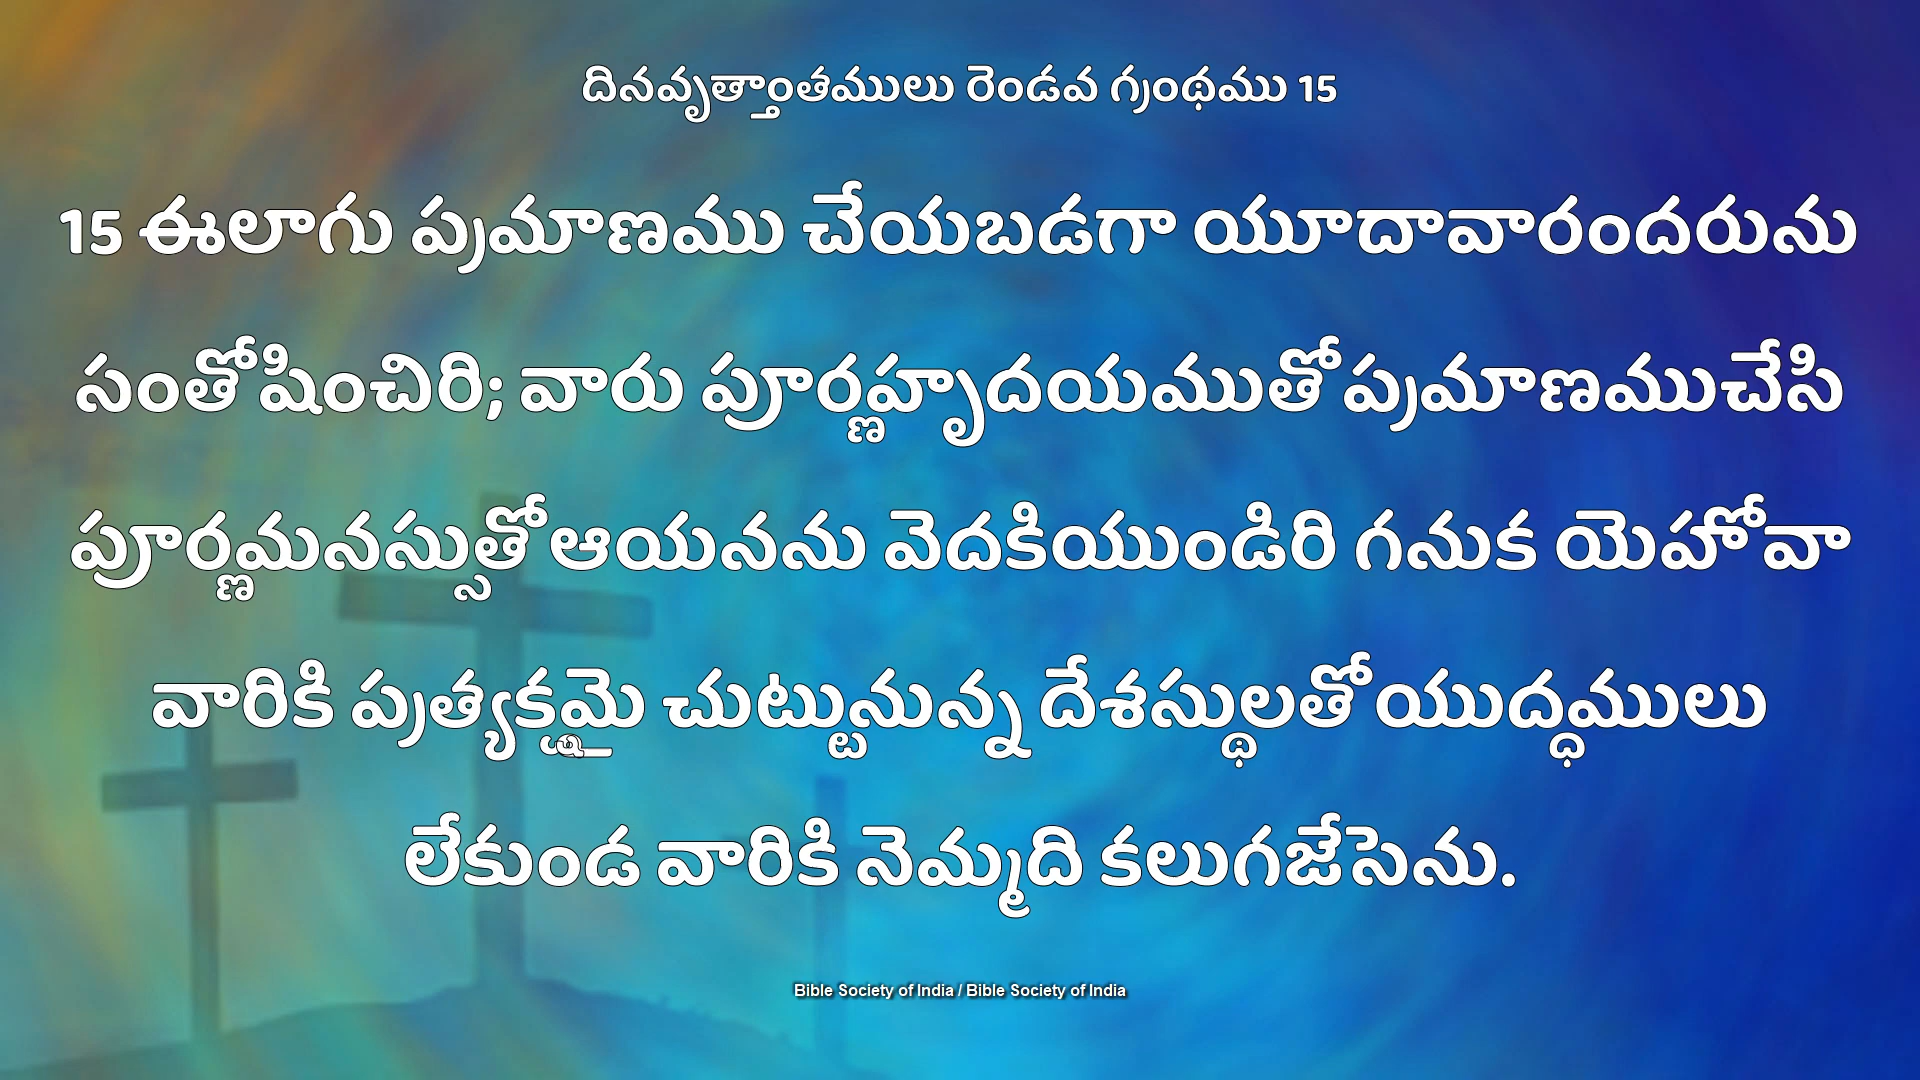 దినవృత్తాంతములు రెండవ గ్రంథము 15
15 ఈలాగు ప్రమాణము చేయబడగా యూదావారందరును
సంతోషించిరి; వారు పూర్ణహృదయముతో ప్రమాణముచేసి
పూర్ణమనస్సుతో ఆయనను వెదకియుండిరి గనుక యెహోవా
వారికి ప్రత్యక్షమై చుట్టునున్న దేశస్థులతో యుద్ధములు
లేకుండ వారికి నెమ్మది కలుగజేసెను.
Bible Society of India / Bible Society of India